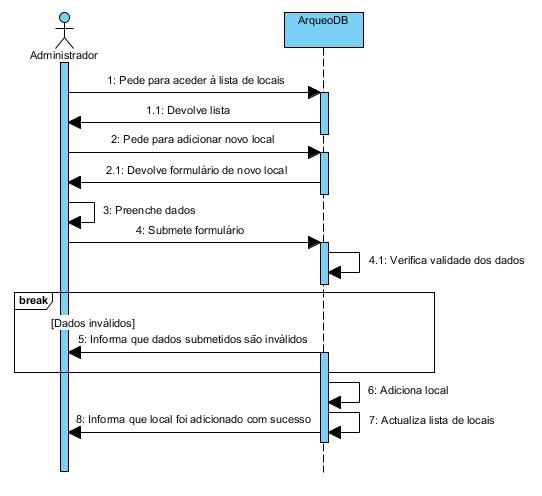 ArqueoDB
Administrador
1: Pede para aceder à lista de locais
1.1: Devolve lista
2: Pede para adicionar novo local
2.1: Devolve formulário de novo local
3: Preenche dados
4: Submete formulário
4.1: Verifica validade dos dados
break
[Dados inválidos]
5: Informa que dados submetidos são inválidos
6: Adiciona local
7: Actualiza lista de locais
8: Informa que local foi adicionado com sucesso